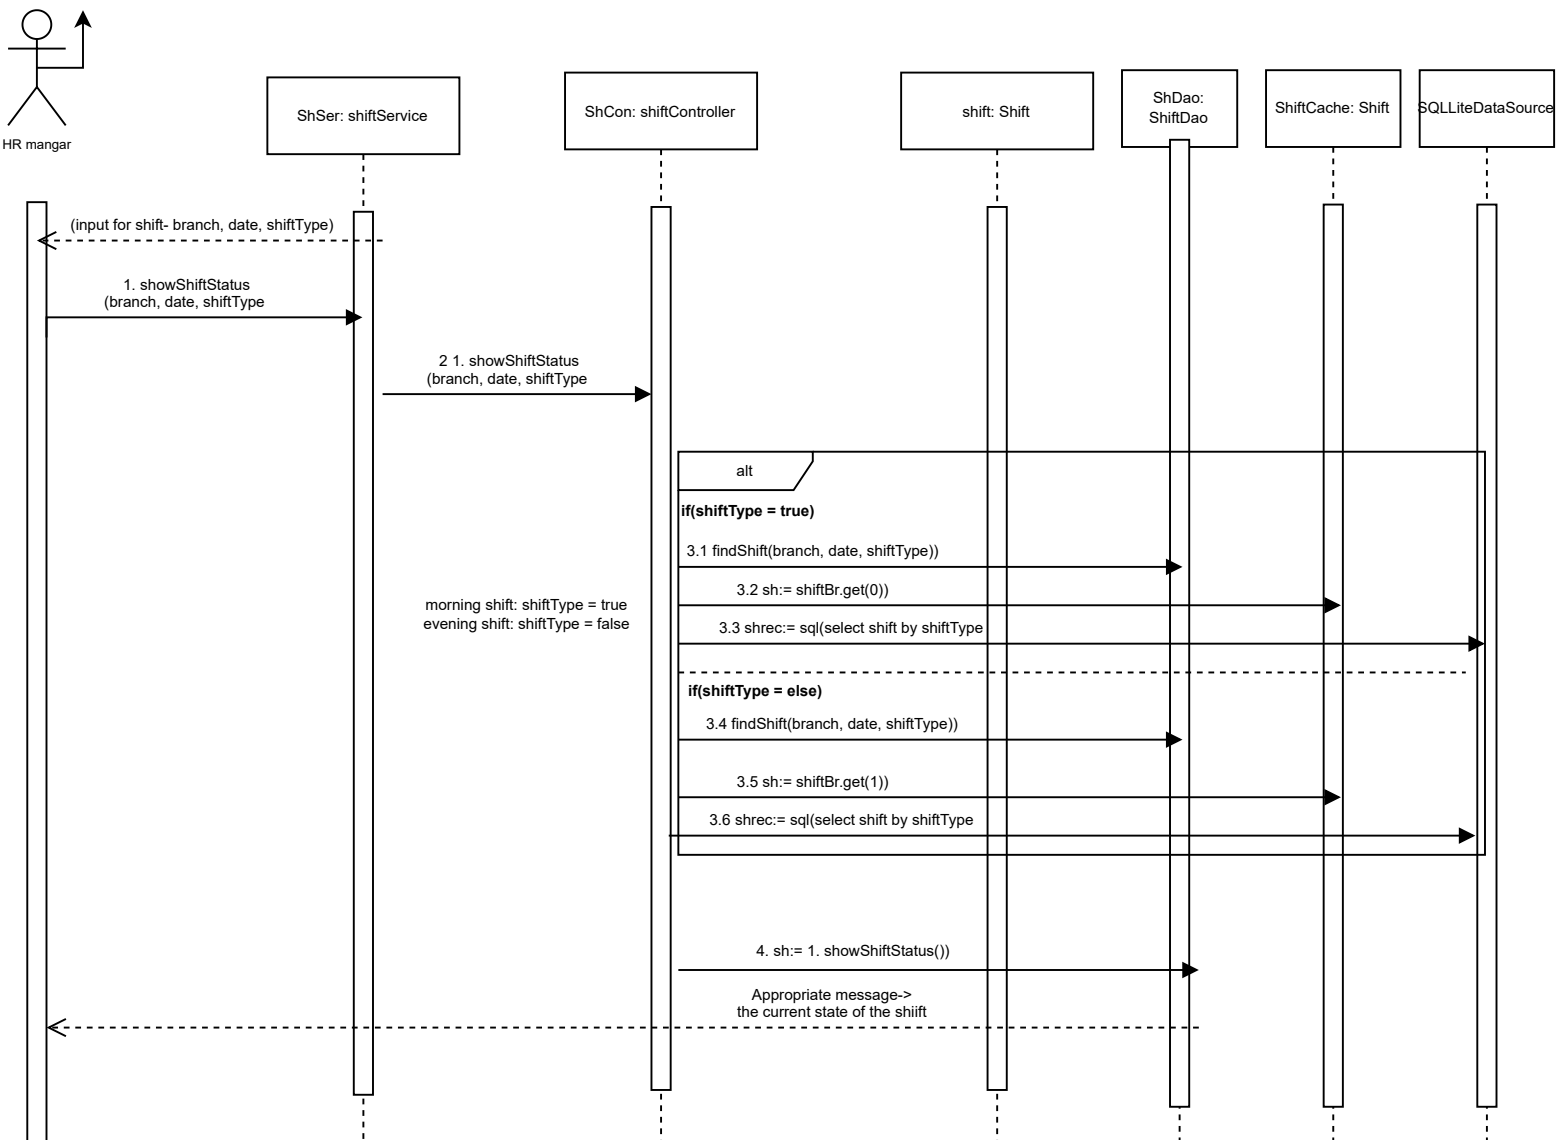 HR mangar
ShSer: shiftService
ShCon: shiftController
shift: Shift
ShDao:
ShiftDao
ShiftCache: Shift
SQLLiteDataSource
(input for shift- branch, date, shiftType)
1. showShiftStatus
(branch, date, shiftType
2 1. showShiftStatus
(branch, date, shiftType
alt
if(shiftType = true)
3.1 findShift(branch, date, shiftType))
3.2 sh:= shiftBr.get(0))
morning shift: shiftType = true
evening shift: shiftType = false
3.3 shrec:= sql(select shift by shiftType
if(shiftType = else)
3.4 findShift(branch, date, shiftType))
3.5 sh:= shiftBr.get(1))
3.6 shrec:= sql(select shift by shiftType
4. sh:= 1. showShiftStatus())
Appropriate message->
the current state of the shiift